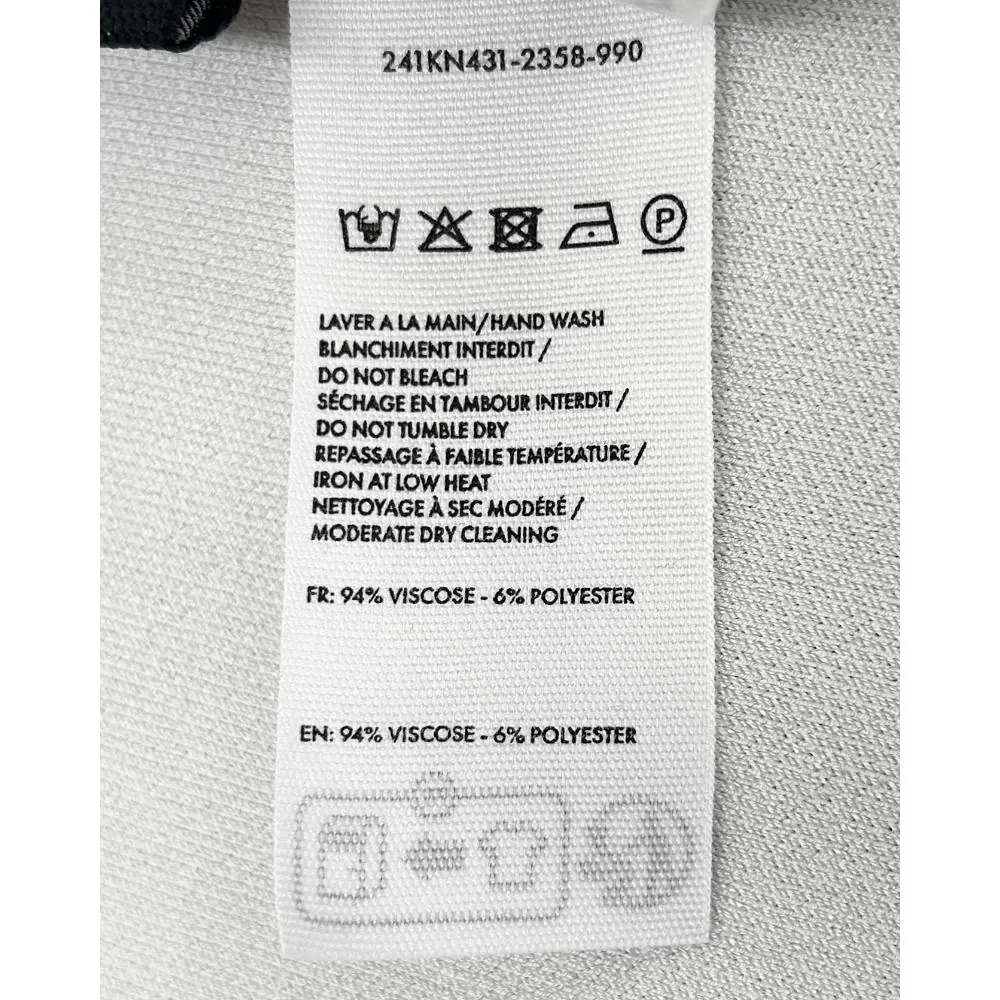 241KN431-2358-990
P
LAVER A LA MAIN/HAND WASH
BLANCHIMENT INTERDIT /
DO NOT BLEACH
SÉCHAGE EN TAMBOUR INTERDIT /
DO NOT TUMBLE DRY
REPASSAGE À FAIBLE TEMPÉRATURE /
IRON AT LOW HEAT
NETTOYAGE À SEC MODÉRÉ /
MODERATE DRY CLEANING
FR: 94% VISCOSE - 6% POLYESTER
EN: 94% VISCOSE - 6% POLYESTER